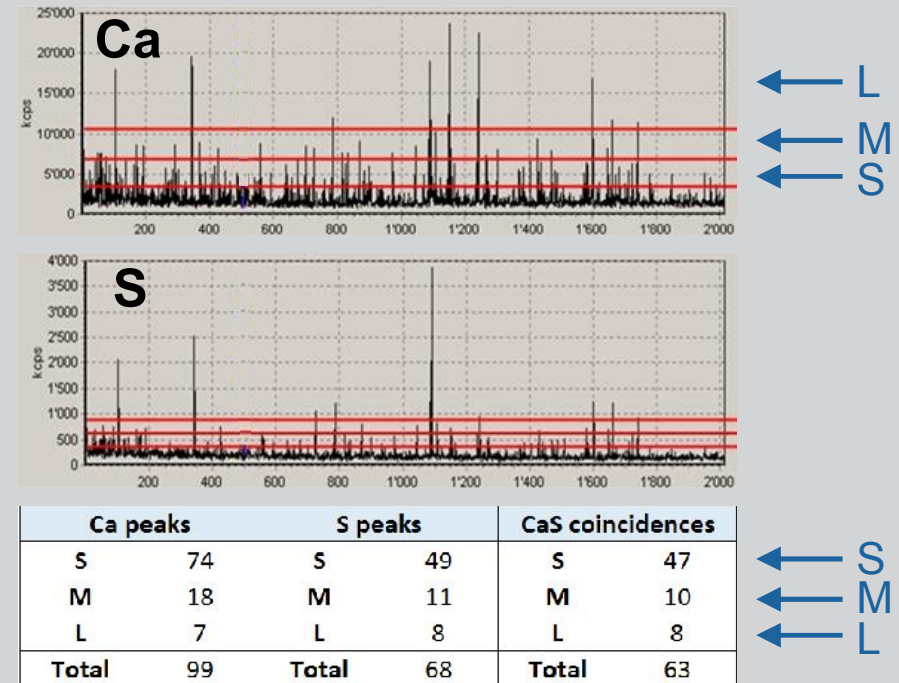 Ca
kcps
25'000
20'000
15'000
10'000
5'000
0
200 400 600 800 1'000 1'200 1'400 1'600 1'800 2'000
L
M
S
S
kcps
4'000
3'500
3'000
2'500
2'000
1'500
1'000
500
0
200 400 600 800 1'000 1'200 1'400 1'600 1'800 2'000
Ca peaks S peaks CaS coincidences
S 74 S 49 S 47
M 18 M 11 M 10
L 7 L 8 L 8
Total 99 Total 68 Total 63
S
M
L